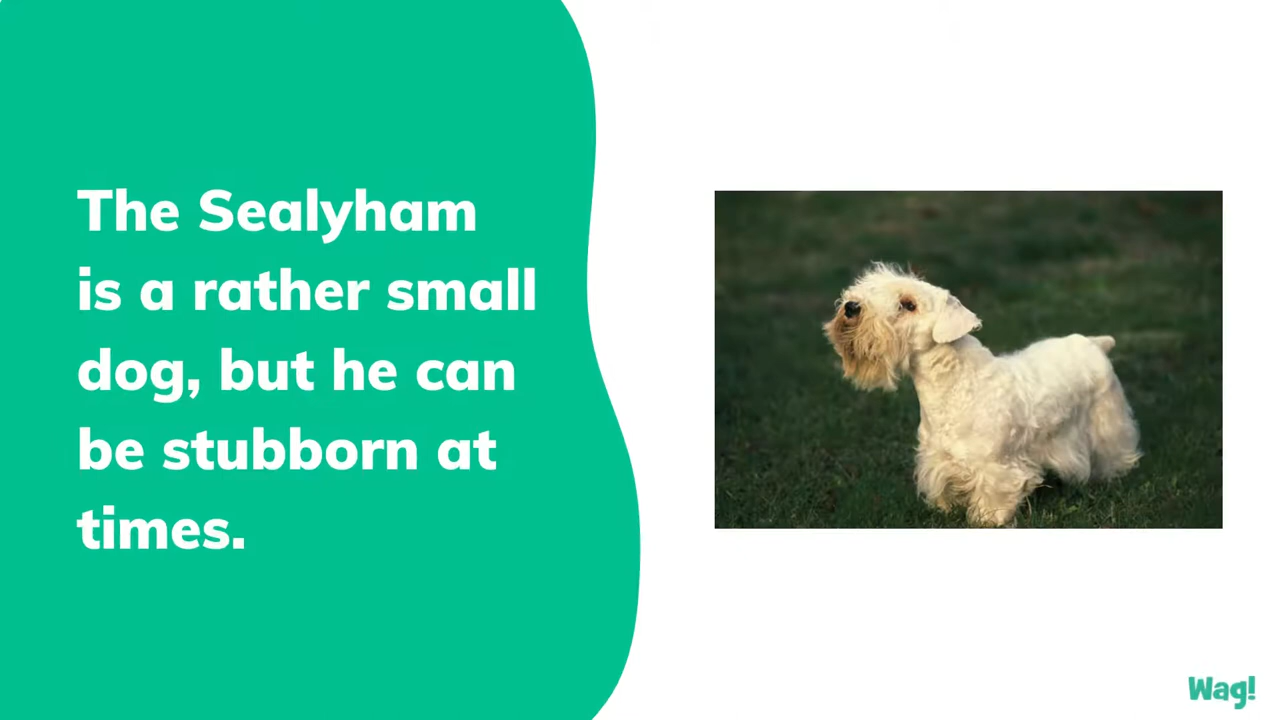 The Sealyham
is a rather small
dog, but he can
be stubborn at
times.
Wag!